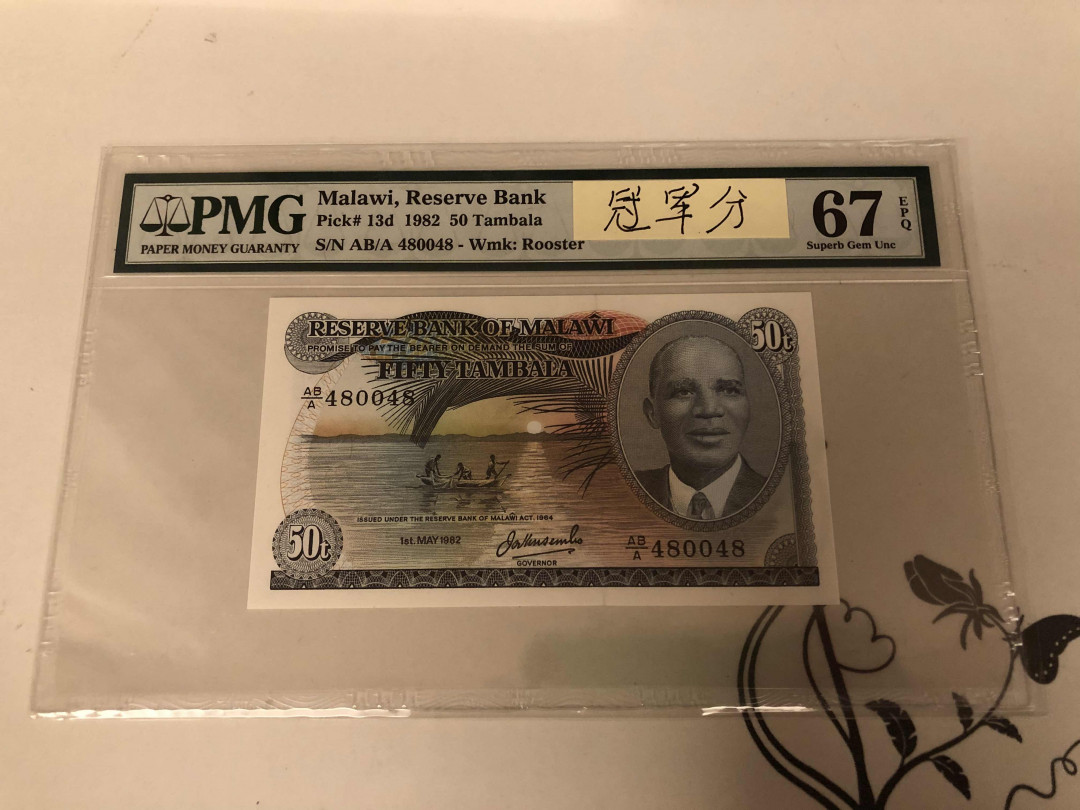 PMG
PAPER MONEY GUARANTY
Malawi, Reserve Bank
Pick# 13d 1982 50 Tambala
S/N AB/A 480048 - Wmk: Rooster
冠军分
67
EPQ
Superb Gem Unc
RESERVE BANK OF MALAŴI
PROMISE TO PAY THE BEARER ON DEMAND THE SUM OF
FIFTY TAMBALA
50t
AB/A 480048
ISSUED UNDER THE RESERVE BANK OF MALAŴI ACT. 1964
50t
1st. MAY 1982
GOVERNOR
AB/A 480048